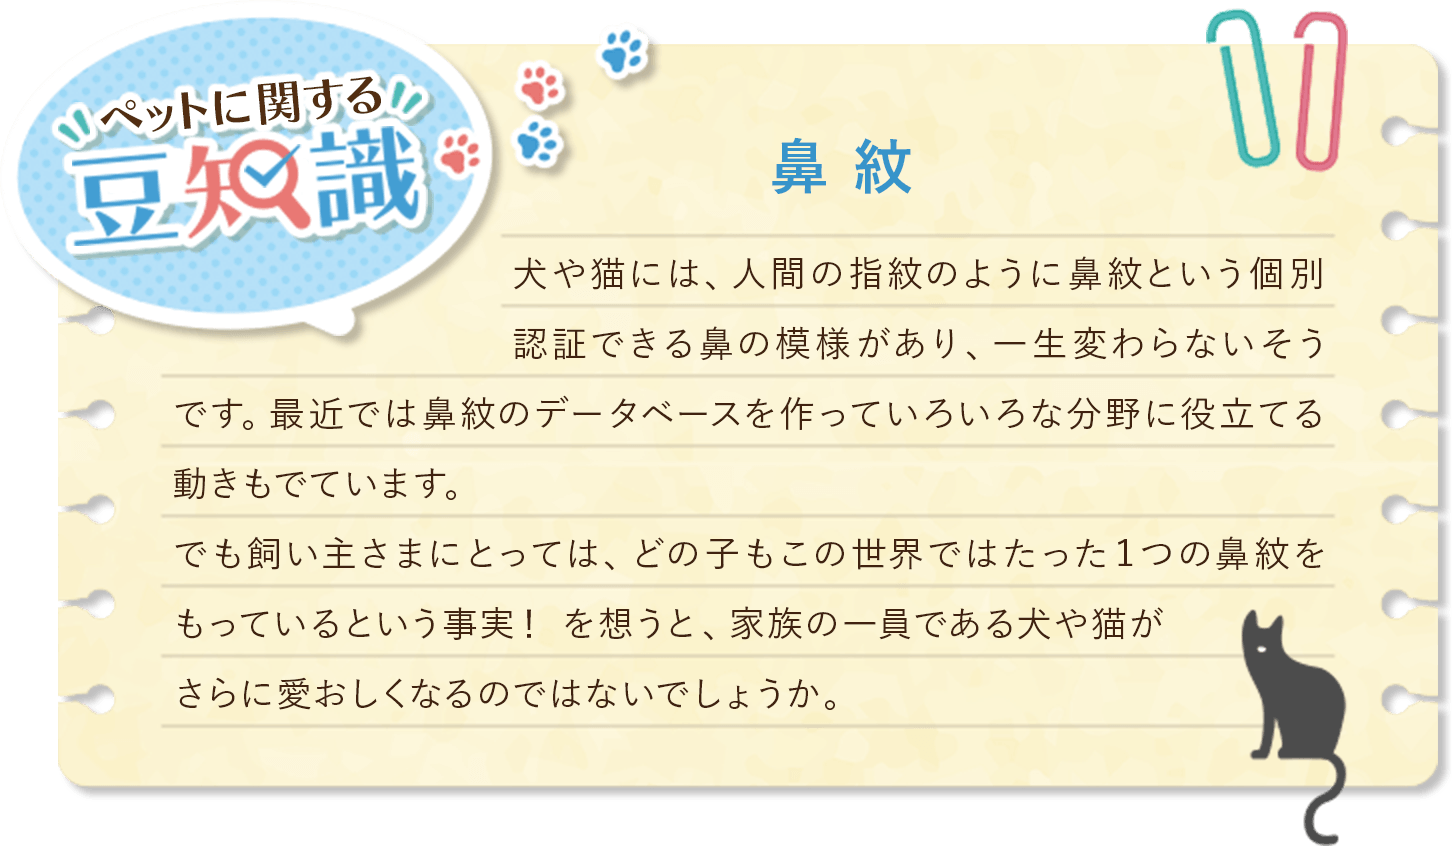 ペットに関する
豆知識
鼻紋
犬や猫には、人間の指紋のように鼻紋という個別
認証できる鼻の模様があり、一生変わらないそう
です。最近では鼻紋のデータベースを作っていろいろな分野に役立てる
動きもでています。
でも飼い主さまにとっては、どの子もこの世界ではたった1つの鼻紋を
もっているという事実！ を想うと、家族の一員である犬や猫が
さらに愛おしくなるのではないでしょうか。